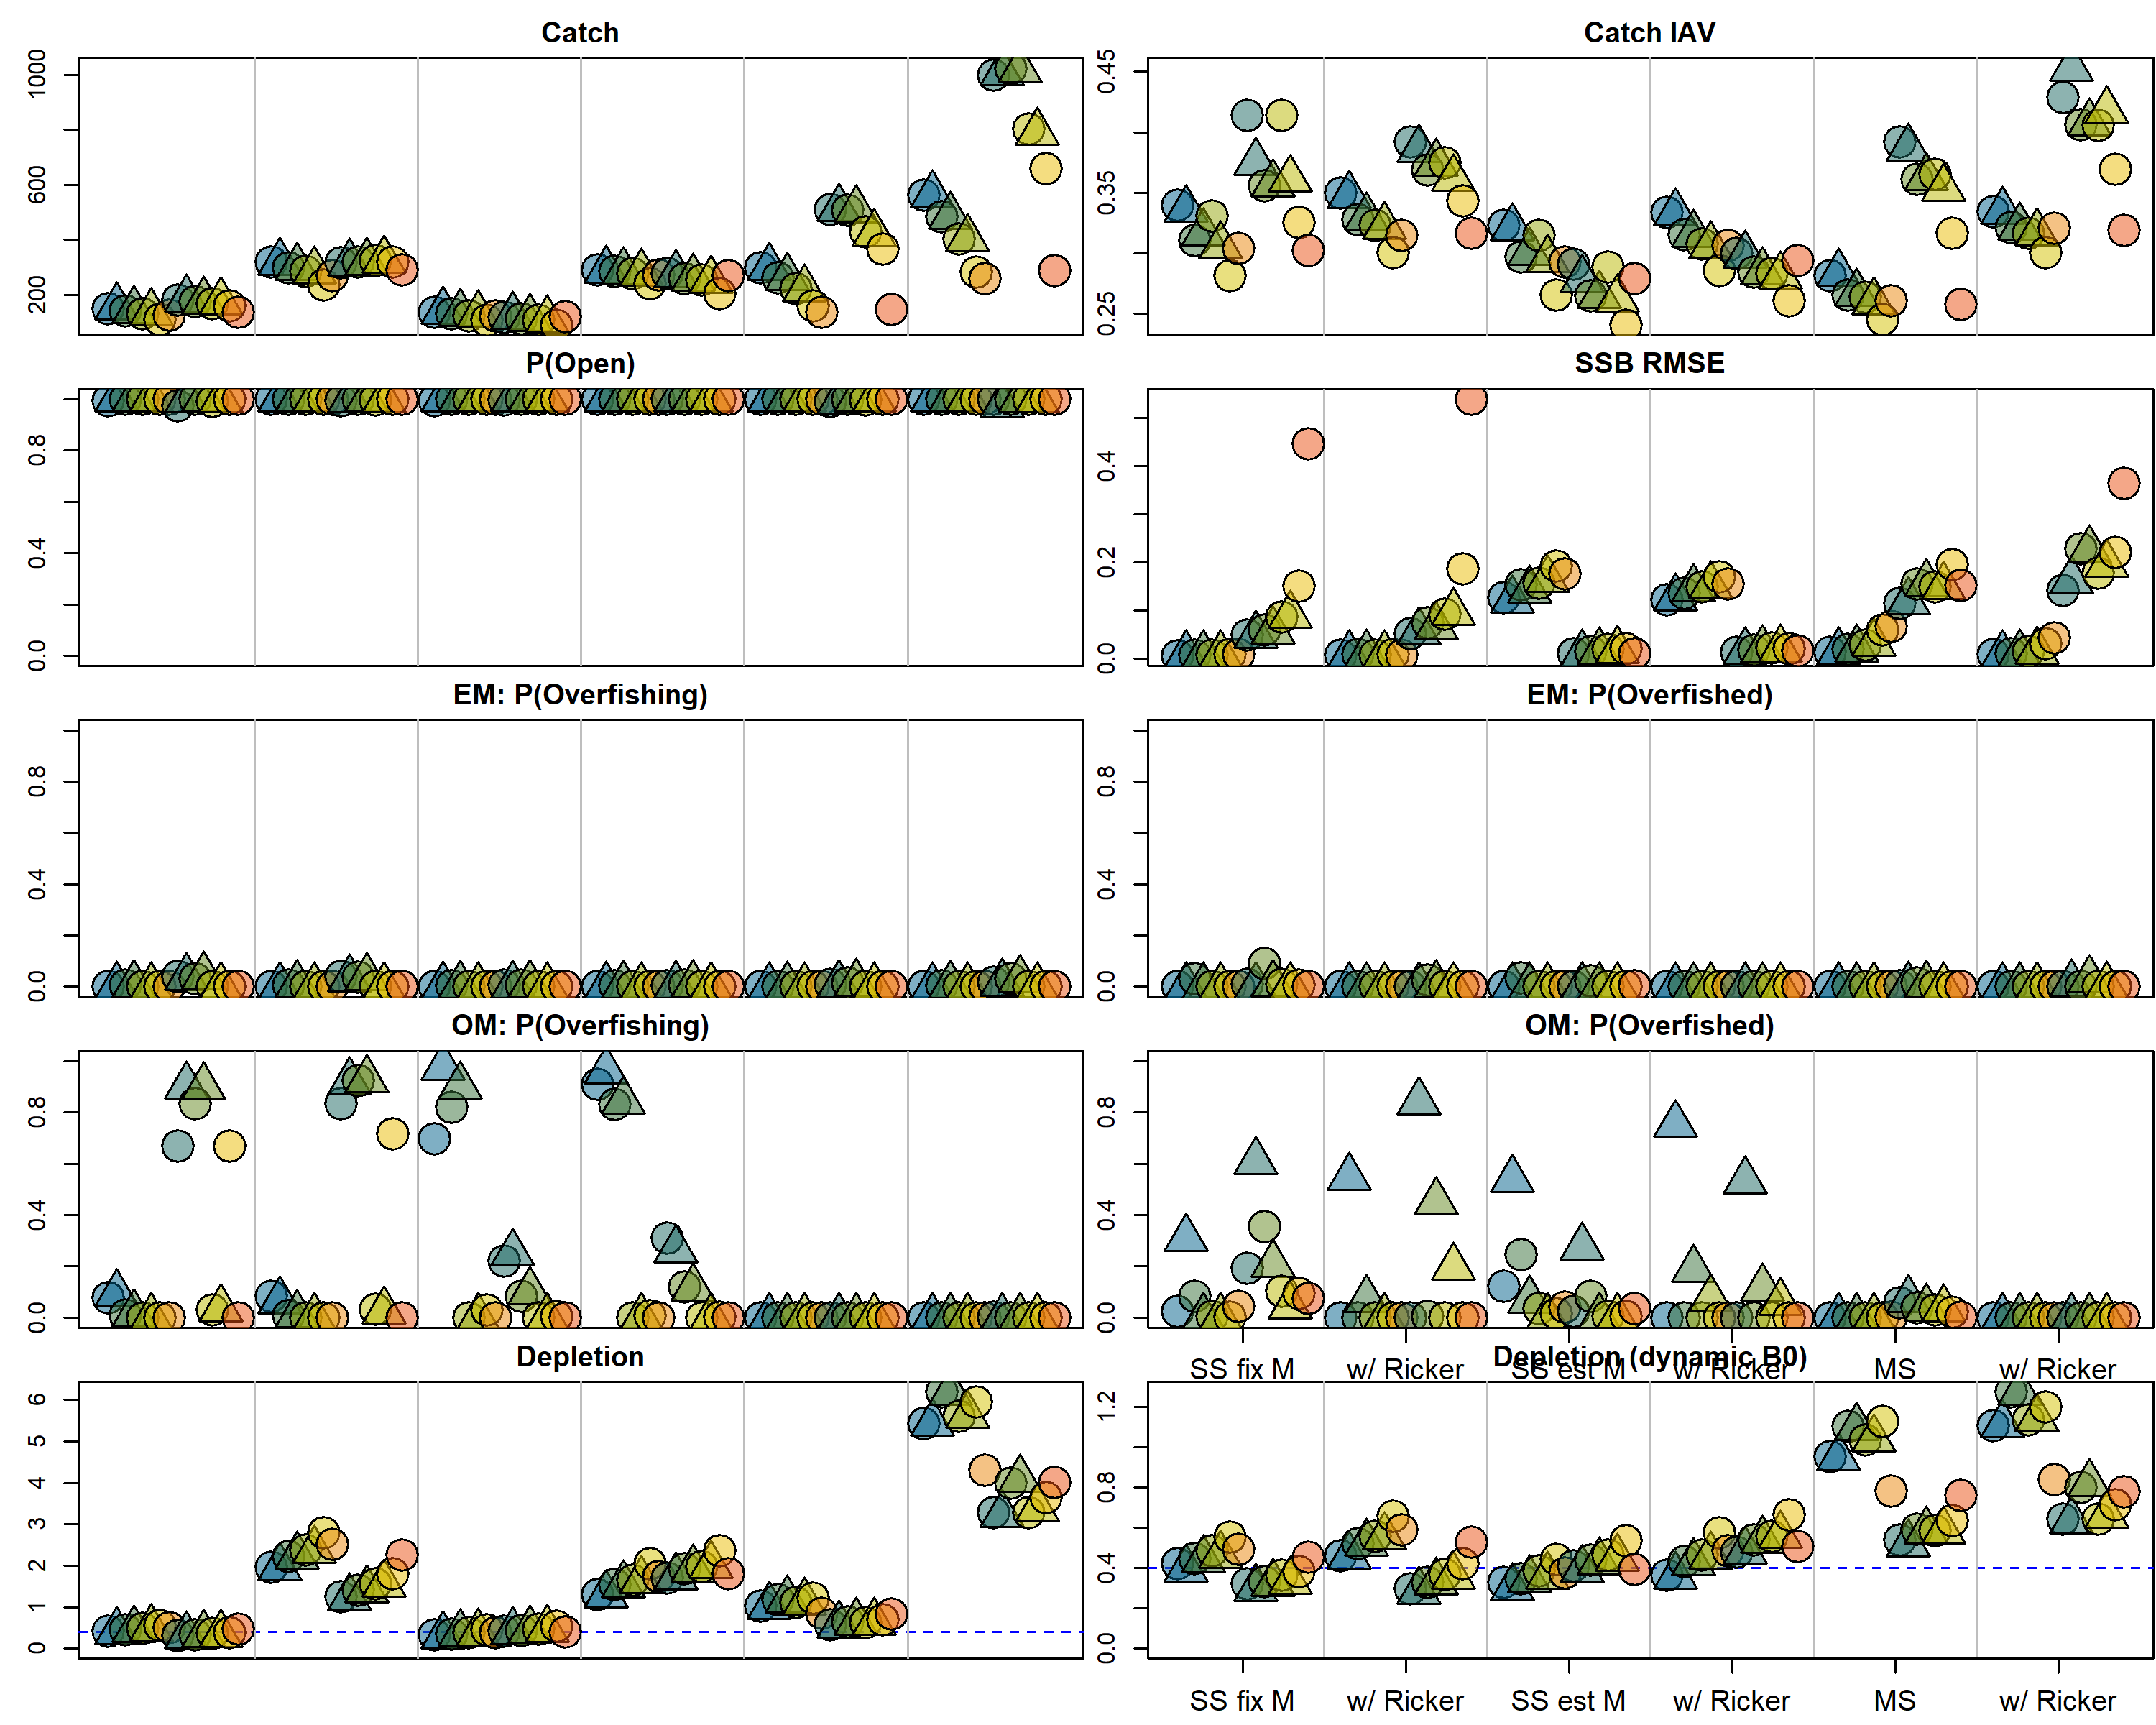 Catch
1000
600
200
Catch IAV
0.45
0.35
0.25
P(Open)
0.8
0.4
0.0
SSB RMSE
0.4
0.2
0.0
EM: P(Overfishing)
0.8
0.4
0.0
EM: P(Overfished)
0.8
0.4
0.0
OM: P(Overfishing)
0.8
0.4
0.0
OM: P(Overfished)
0.8
0.4
0.0
SS fix M w/ Ricker SS est M w/ Ricker MS w/ Ricker
Depletion
6
5
4
3
2
1
0
Depletion (dynamic B0)
1.2
0.8
0.4
0.0
SS fix M w/ Ricker SS est M w/ Ricker MS w/ Ricker